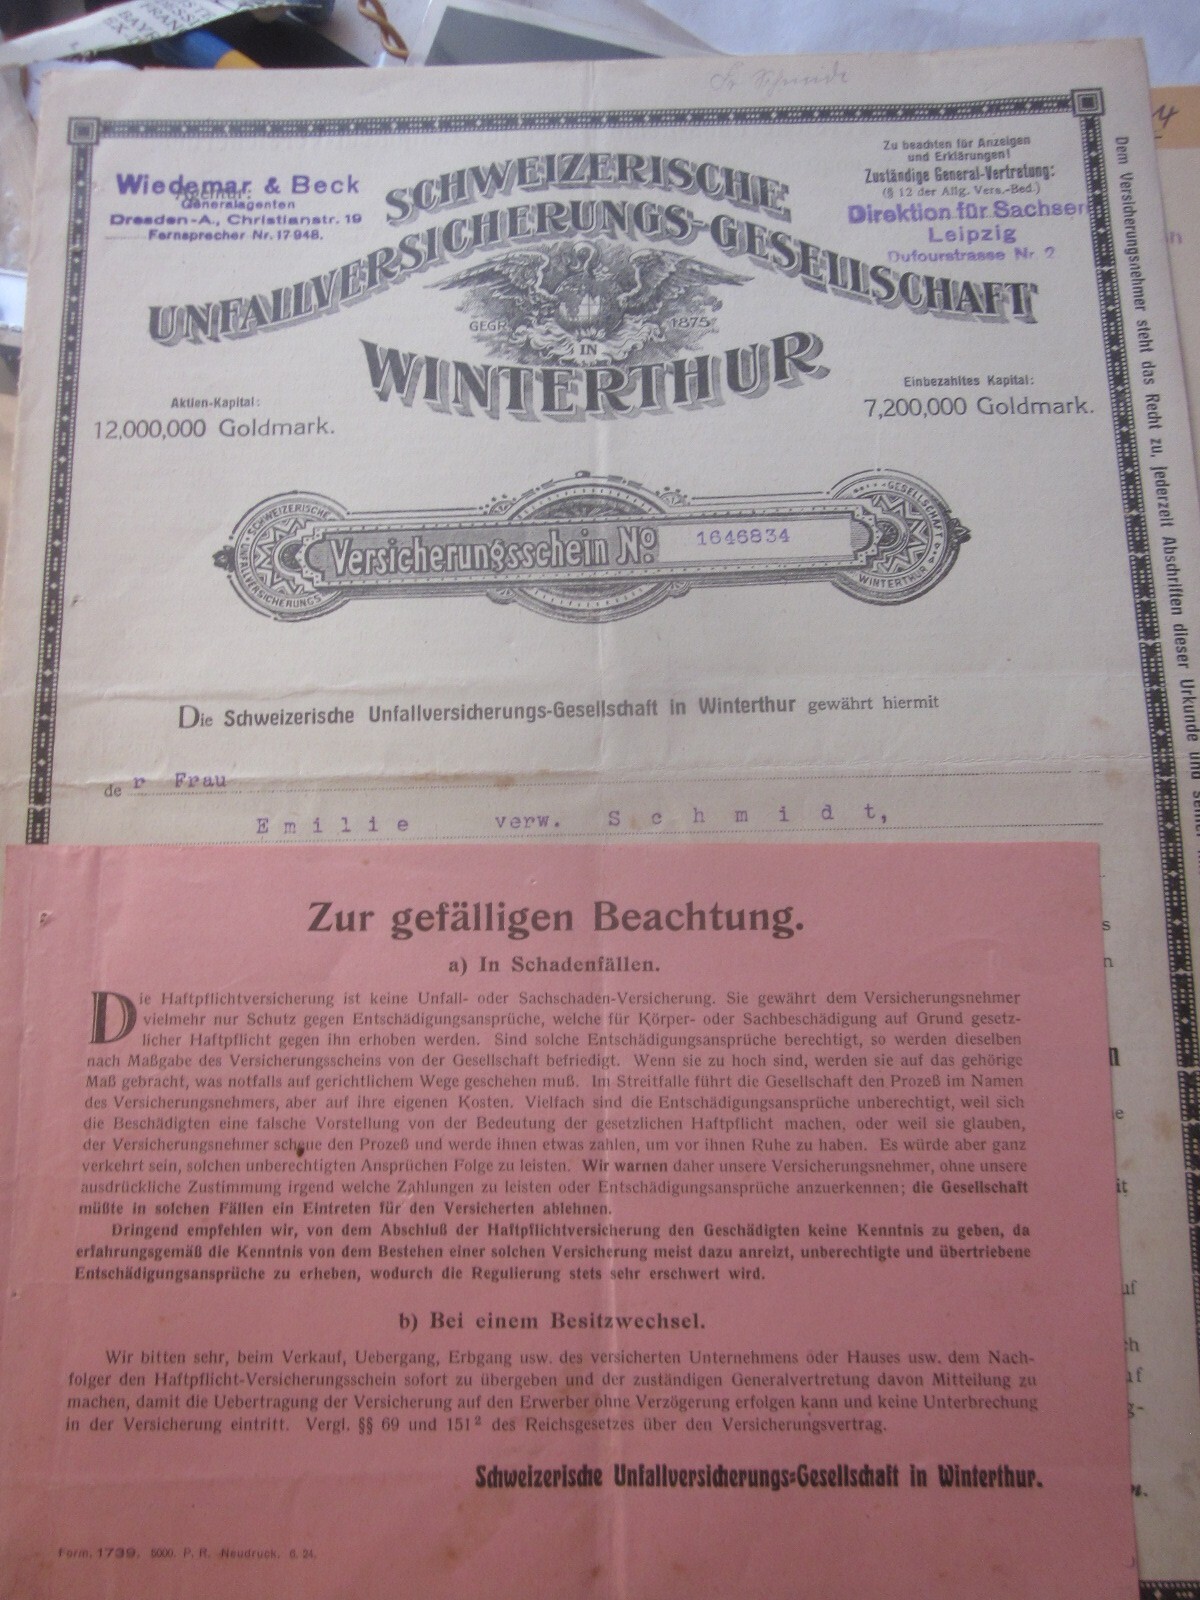 Fr Schmidt
Wiedemar & Beck
Generalagenten
Dresden-A., Christianstr. 19
Fernsprecher Nr. 17948.
Zu beachten für Anzeigen
und Erklärungen!
Zuständige General-Vertretung:
(§ 12 der Allg. Vers.-Bed.)
Direktion für Sachsen
Leipzig
Dufourstrasse Nr. 2
SCHWEIZERISCHE
UNFALLVERSICHERUNGS-GESELLSCHAFT
GEGR. 1875
IN
WINTERTHUR
Aktien-Kapital:
12,000,000 Goldmark.
Einbezahltes Kapital:
7,200,000 Goldmark.
SCHWEIZERISCHE
UNFALLVERSICHERUNGS
Versicherungsschein No 1646834
GESELLSCHAFT
WINTERTHUR
Die Schweizerische Unfallversicherungs-Gesellschaft in Winterthur gewährt hiermit
der Frau
Emilie verw. Schmidt,
Dem Versicherungsnehmer steht das Recht zu, jederzeit Abschriften dieser Urkunde und seiner
Zur gefälligen Beachtung.
a) In Schadenfällen.
Die Haftpflichtversicherung ist keine Unfall- oder Sachschaden-Versicherung. Sie gewährt dem Versicherungsnehmer
vielmehr nur Schutz gegen Entschädigungsansprüche, welche für Körper- oder Sachbeschädigung auf Grund gesetz-
licher Haftpflicht gegen ihn erhoben werden. Sind solche Entschädigungsansprüche berechtigt, so werden dieselben
nach Maßgabe des Versicherungsscheins von der Gesellschaft befriedigt. Wenn sie zu hoch sind, werden sie auf das gehörige
Maß gebracht, was notfalls auf gerichtlichem Wege geschehen muß. Im Streitfalle führt die Gesellschaft den Prozeß im Namen
des Versicherungsnehmers, aber auf ihre eigenen Kosten. Vielfach sind die Entschädigungsansprüche unberechtigt, weil sich
die Beschädigten eine falsche Vorstellung von der Bedeutung der gesetzlichen Haftpflicht machen, oder weil sie glauben,
der Versicherungsnehmer scheue den Prozeß und werde ihnen etwas zahlen, um vor ihnen Ruhe zu haben. Es würde aber ganz
verkehrt sein, solchen unberechtigten Ansprüchen Folge zu leisten. Wir warnen daher unsere Versicherungsnehmer, ohne unsere
ausdrückliche Zustimmung irgend welche Zahlungen zu leisten oder Entschädigungsansprüche anzuerkennen; die Gesellschaft
müßte in solchen Fällen ein Eintreten für den Versicherten ablehnen.
Dringend empfehlen wir, von dem Abschluß der Haftpflichtversicherung den Geschädigten keine Kenntnis zu geben, da
erfahrungsgemäß die Kenntnis von dem Bestehen einer solchen Versicherung meist dazu anreizt, unberechtigte und übertriebene
Entschädigungsansprüche zu erheben, wodurch die Regulierung stets sehr erschwert wird.
b) Bei einem Besitzwechsel.
Wir bitten sehr, beim Verkauf, Uebergang, Erbgang usw. des versicherten Unternehmens oder Hauses usw. dem Nach-
folger den Haftpflicht-Versicherungsschein sofort zu übergeben und der zuständigen Generalvertretung davon Mitteilung zu
machen, damit die Uebertragung der Versicherung auf den Erwerber ohne Verzögerung erfolgen kann und keine Unterbrechung
in der Versicherung eintritt. Vergl. §§ 69 und 151² des Reichsgesetzes über den Versicherungsvertrag.
Schweizerische Unfallversicherungs-Gesellschaft in Winterthur.
Form. 1739. 5000. P. R. Neudruck. 6. 24.